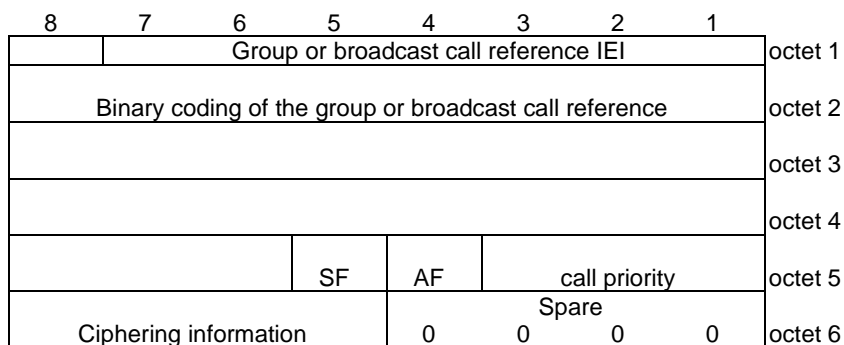 8 7 6 5 4 3 2 1
Group or broadcast call reference IEI octet 1
Binary coding of the group or broadcast call reference octet 2
octet 3
octet 4
SF AF call priority octet 5
Spare
Ciphering information 0 0 0 0 octet 6